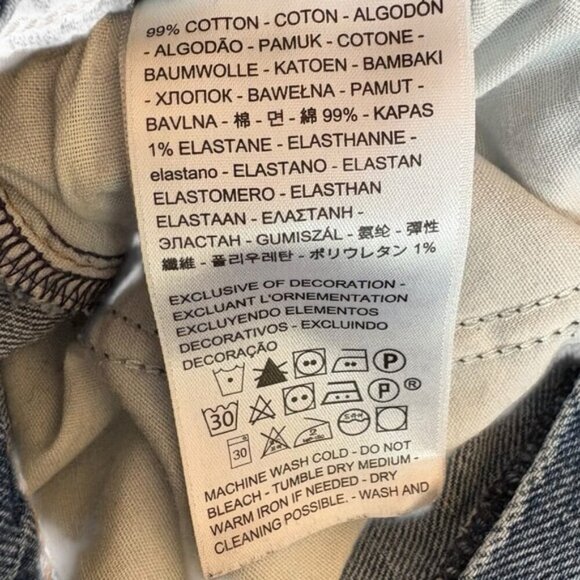 99% COTTON - COTON - ALGODÓN
- ALGODÃO - PAMUK - COTONE -
BAUMWOLLE - KATOEN - BAMBAKI
- ХЛОПОК - BAWEŁNA - PAMUT -
BAVLNA - 棉 - 면 - 綿 99% - KAPAS
1% ELASTANE - ELASTHANNE -
elastano - ELASTANO - ELASTAN
ELASTOMERO - ELASTHAN
ELASTAAN - ΕΛΑΣΤΑΝΗ -
ЭЛАСТАН - GUMISZÁL - 氨纶 - 彈性
纖維 - 폴리우레탄 - ポリウレタン 1%
EXCLUSIVE OF DECORATION -
EXCLUANT L'ORNEMENTATION
EXCLUYENDO ELEMENTOS
DECORATIVOS - EXCLUINDO
DECORAÇÃO
P
30 P ®
30 2
MACHINE WASH COLD - DO NOT
BLEACH - TUMBLE DRY MEDIUM -
WARM IRON IF NEEDED - DRY
CLEANING POSSIBLE. - WASH AND